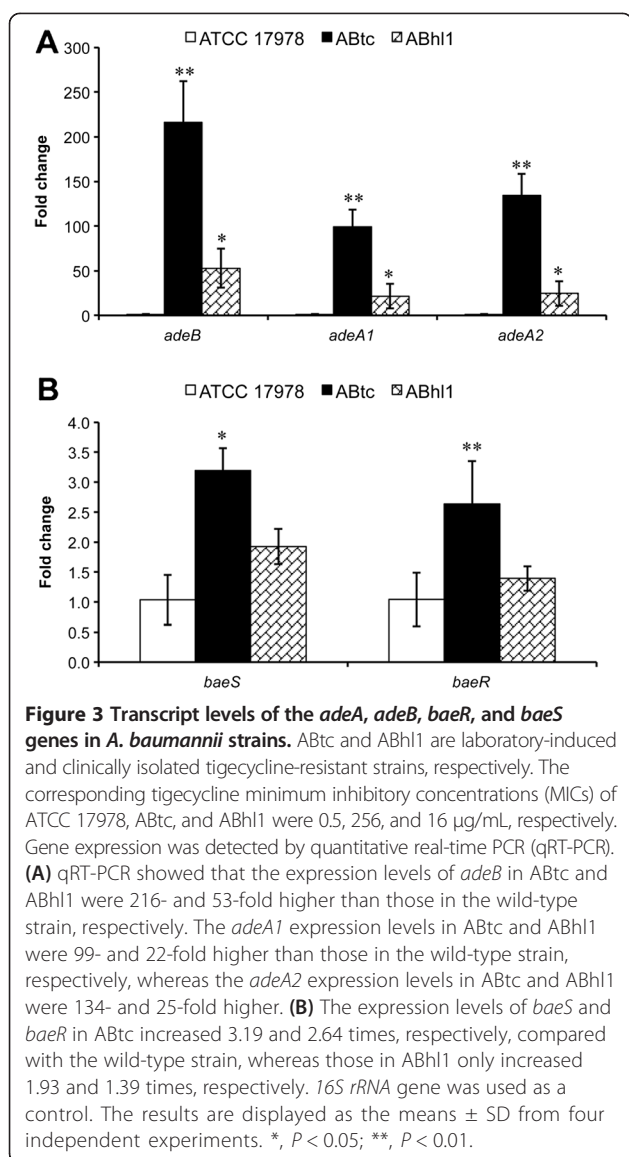 A
ATCC 17978 ABtc ABhl1
300
250
200
150
100
50
0
Fold change
**
*
**
*
**
*
adeB adeA1 adeA2
B
ATCC 17978 ABtc ABhl1
4.0
3.5
3.0
2.5
2.0
1.5
1.0
0.5
0.0
Fold change
*
**
baeS baeR
Figure 3 Transcript levels of the adeA, adeB, baeR, and baeS
genes in A. baumannii strains. ABtc and ABhl1 are laboratory-induced
and clinically isolated tigecycline-resistant strains, respectively. The
corresponding tigecycline minimum inhibitory concentrations (MICs) of
ATCC 17978, ABtc, and ABhl1 were 0.5, 256, and 16 μg/mL, respectively.
Gene expression was detected by quantitative real-time PCR (qRT-PCR).
(A) qRT-PCR showed that the expression levels of adeB in ABtc and
ABhl1 were 216- and 53-fold higher than those in the wild-type
strain, respectively. The adeA1 expression levels in ABtc and ABhl1
were 99- and 22-fold higher than those in the wild-type strain,
respectively, whereas the adeA2 expression levels in ABtc and ABhl1
were 134- and 25-fold higher. (B) The expression levels of baeS and
baeR in ABtc increased 3.19 and 2.64 times, respectively, compared
with the wild-type strain, whereas those in ABhl1 only increased
1.93 and 1.39 times, respectively. 16S rRNA gene was used as a
control. The results are displayed as the means ± SD from four
independent experiments. *, P < 0.05; **, P < 0.01.